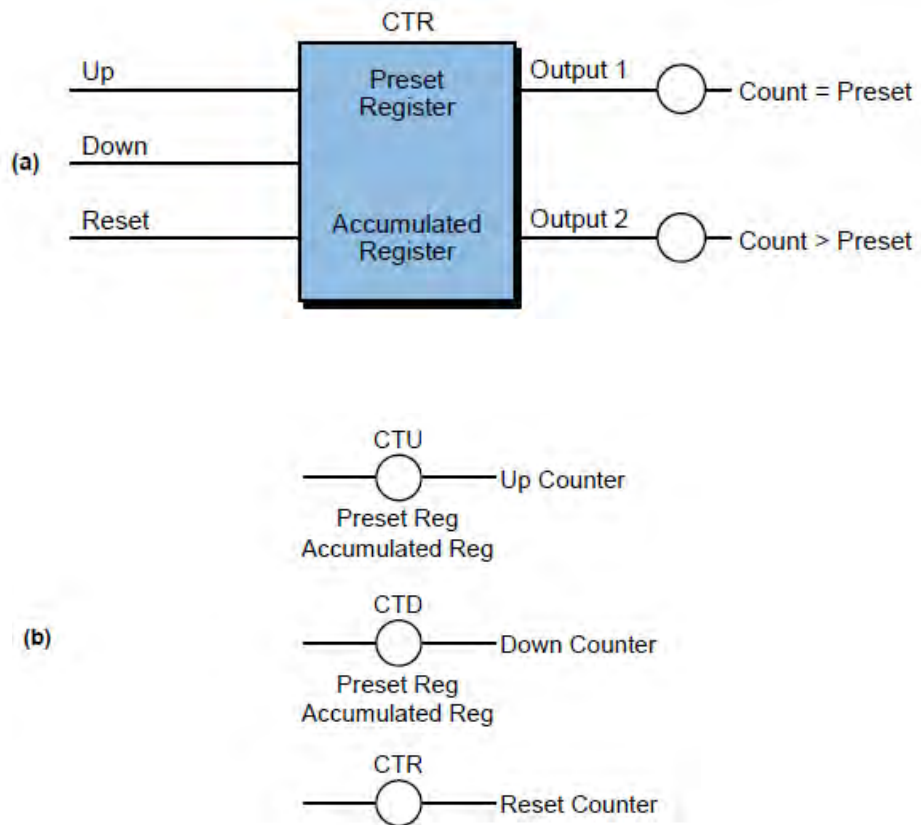 CTR
Up
Down
Reset
Preset
Register
Accumulated
Register
Output 1
Count = Preset
Output 2
Count > Preset
(a)
CTU
Up Counter
Preset Reg
Accumulated Reg
(b)
CTD
Down Counter
Preset Reg
Accumulated Reg
CTR
Reset Counter